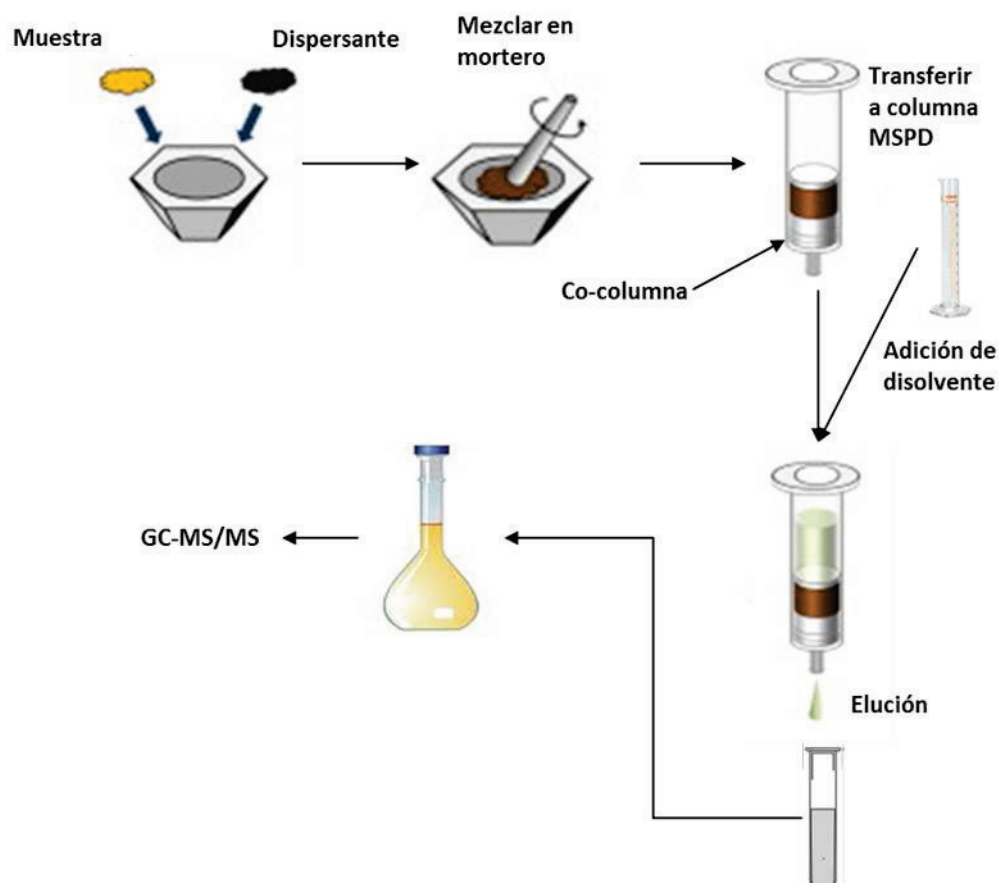 Muestra
Dispersante
Mezclar en
mortero
Transferir
a columna
MSPD
Co-columna
Adición de
disolvente
GC-MS/MS
Elución